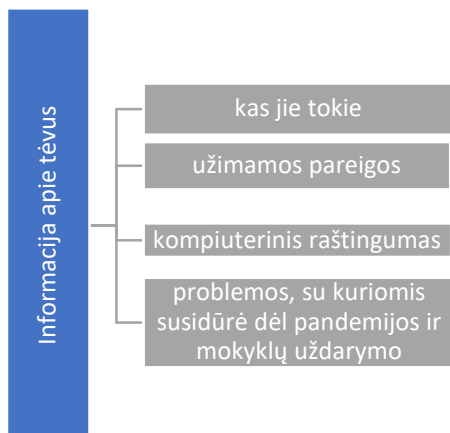 Informacija apie tėvus
kas jie tokie
užimamos pareigos
kompiuterinis raštingumas
problemos, su kuriomis
susidūrė dėl pandemijos ir
mokyklų uždarymo